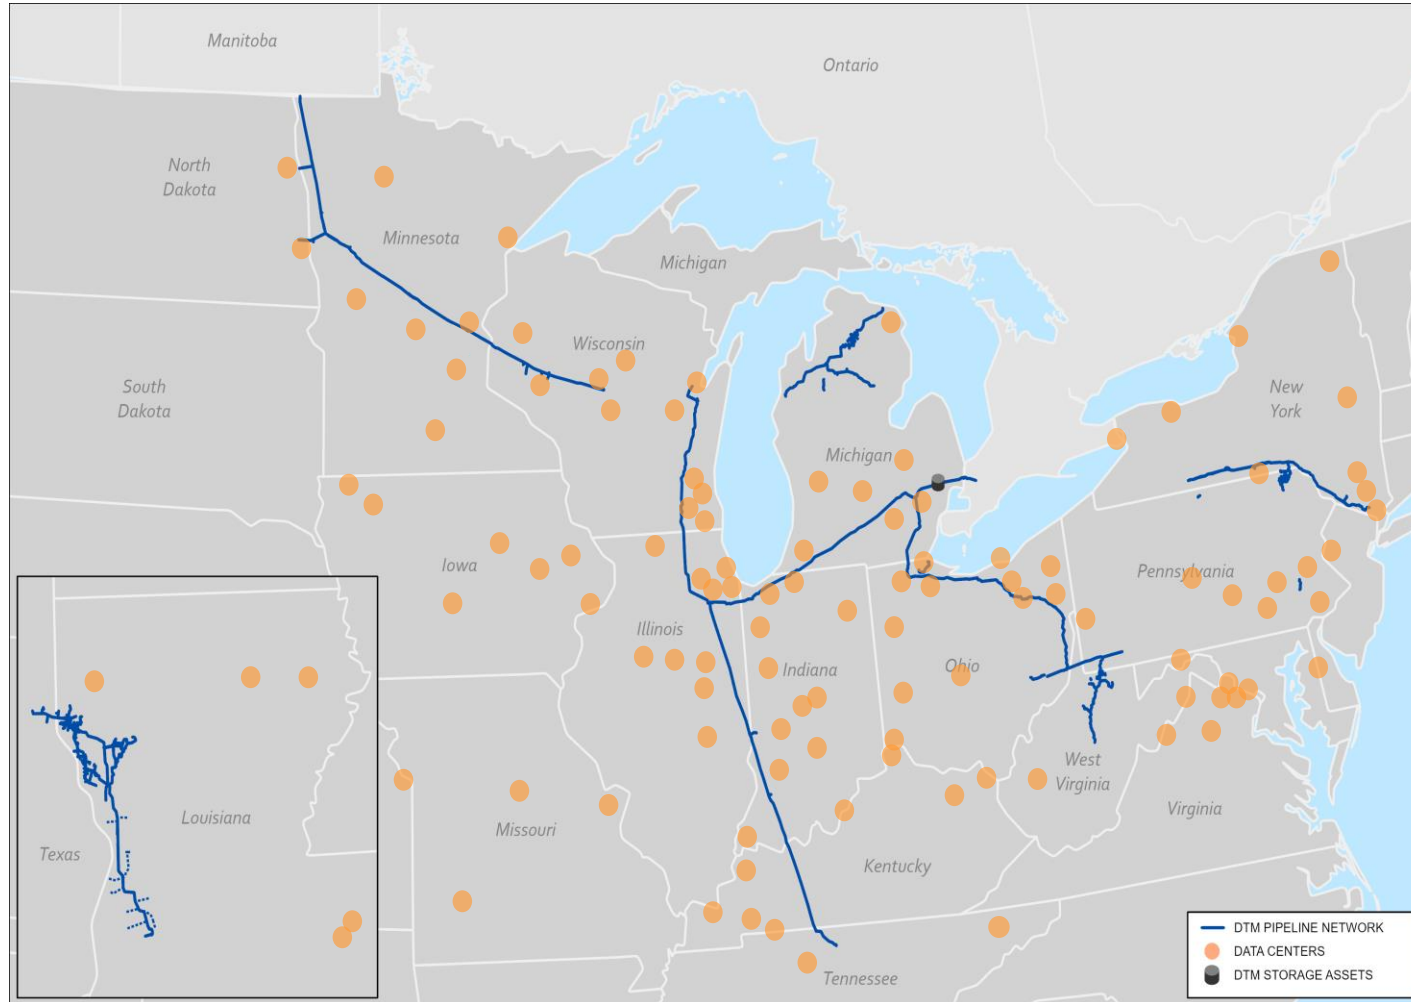 Manitoba
Ontario
North
Dakota
Minnesota
Michigan
Wisconsin
South
Dakota
New
York
Michigan
Iowa
Pennsylvania
Illinois
Indiana
Ohio
West
Virginia
Virginia
Louisiana
Texas
Missouri
Kentucky
Tennessee
DTM PIPELINE NETWORK
DATA CENTERS
DTM STORAGE ASSETS